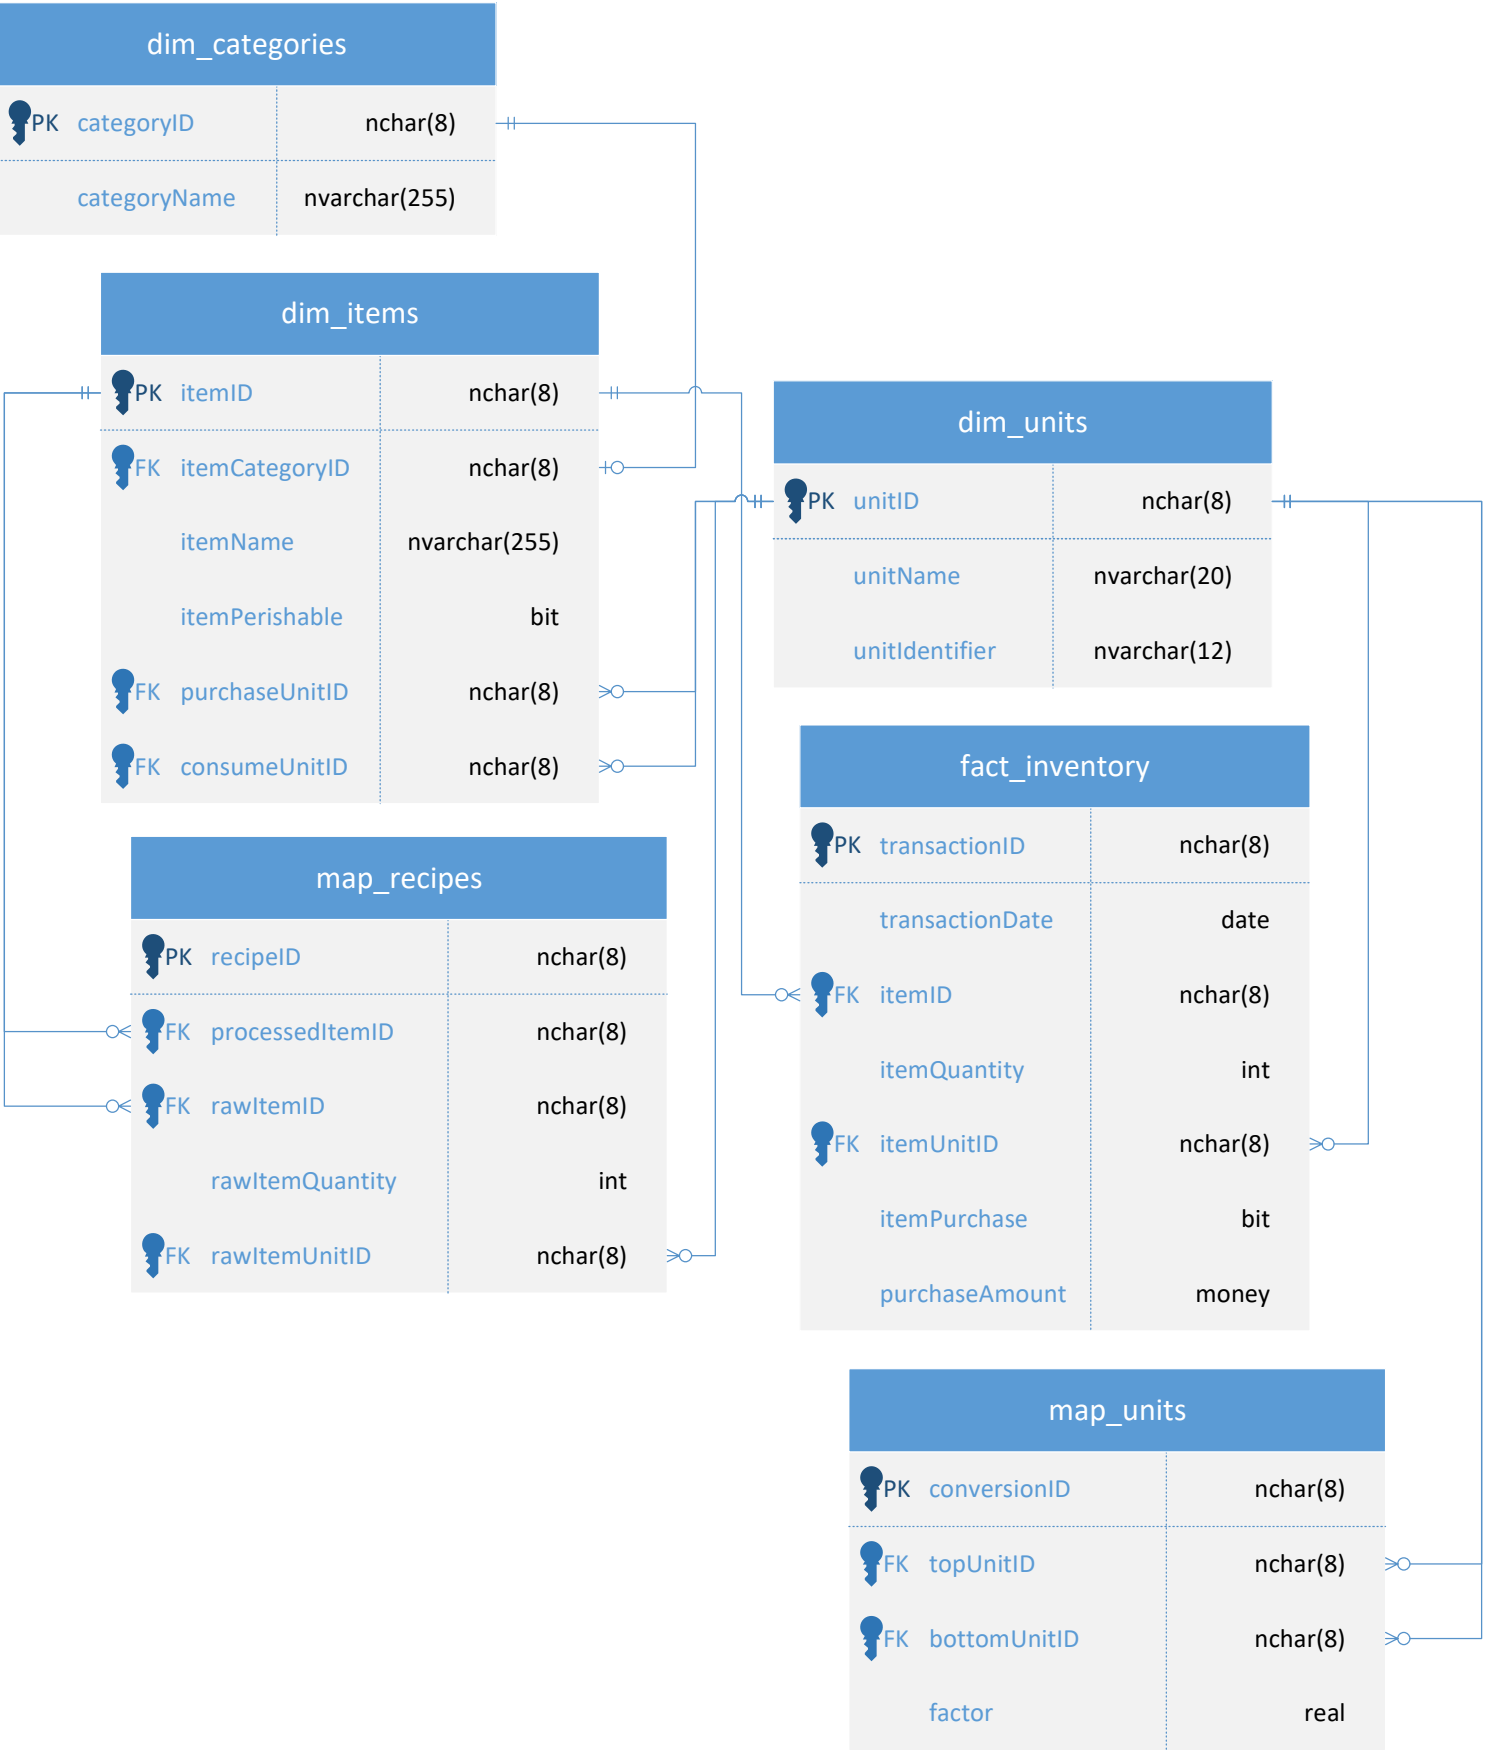 dim_categories
PK categoryID nchar(8)
categoryName nvarchar(255)
dim_items
PK itemID nchar(8)
FK itemCategoryID nchar(8)
itemName nvarchar(255)
itemPerishable bit
FK purchaseUnitID nchar(8)
FK consumeUnitID nchar(8)
dim_units
PK unitID nchar(8)
unitName nvarchar(20)
unitIdentifier nvarchar(12)
map_recipes
PK recipeID nchar(8)
FK processedItemID nchar(8)
FK rawItemID nchar(8)
rawItemQuantity int
FK rawItemUnitID nchar(8)
fact_inventory
PK transactionID nchar(8)
transactionDate date
FK itemID nchar(8)
itemQuantity int
FK itemUnitID nchar(8)
itemPurchase bit
purchaseAmount money
map_units
PK conversionID nchar(8)
FK topUnitID nchar(8)
FK bottomUnitID nchar(8)
factor real